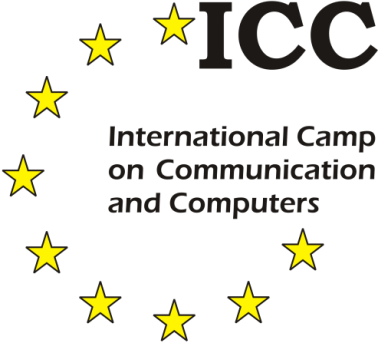 ICC
International Camp
on Communication
and Computers